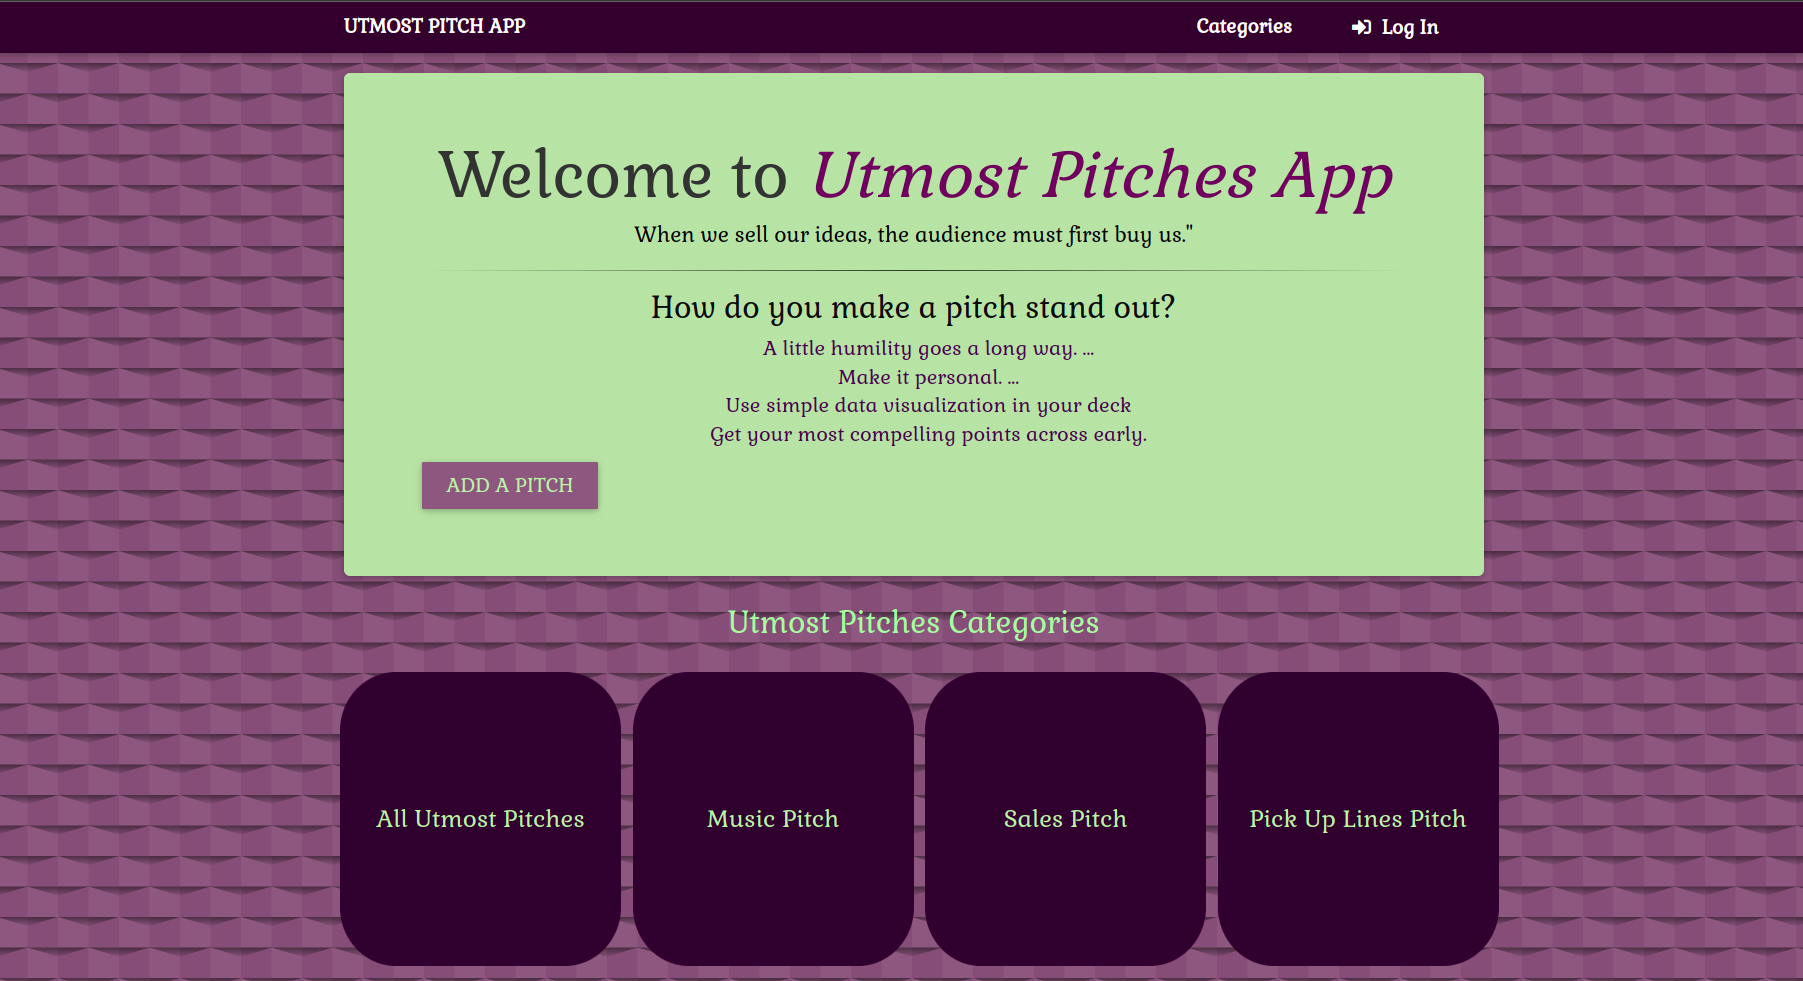 UTMOST PITCH APP
Categories
Log In
Welcome to Utmost Pitches App
When we sell our ideas, the audience must first buy us."
How do you make a pitch stand out?
A little humility goes a long way. ...
Make it personal. ...
Use simple data visualization in your deck
Get your most compelling points across early.
ADD A PITCH
Utmost Pitches Categories
All Utmost Pitches
Music Pitch
Sales Pitch
Pick Up Lines Pitch